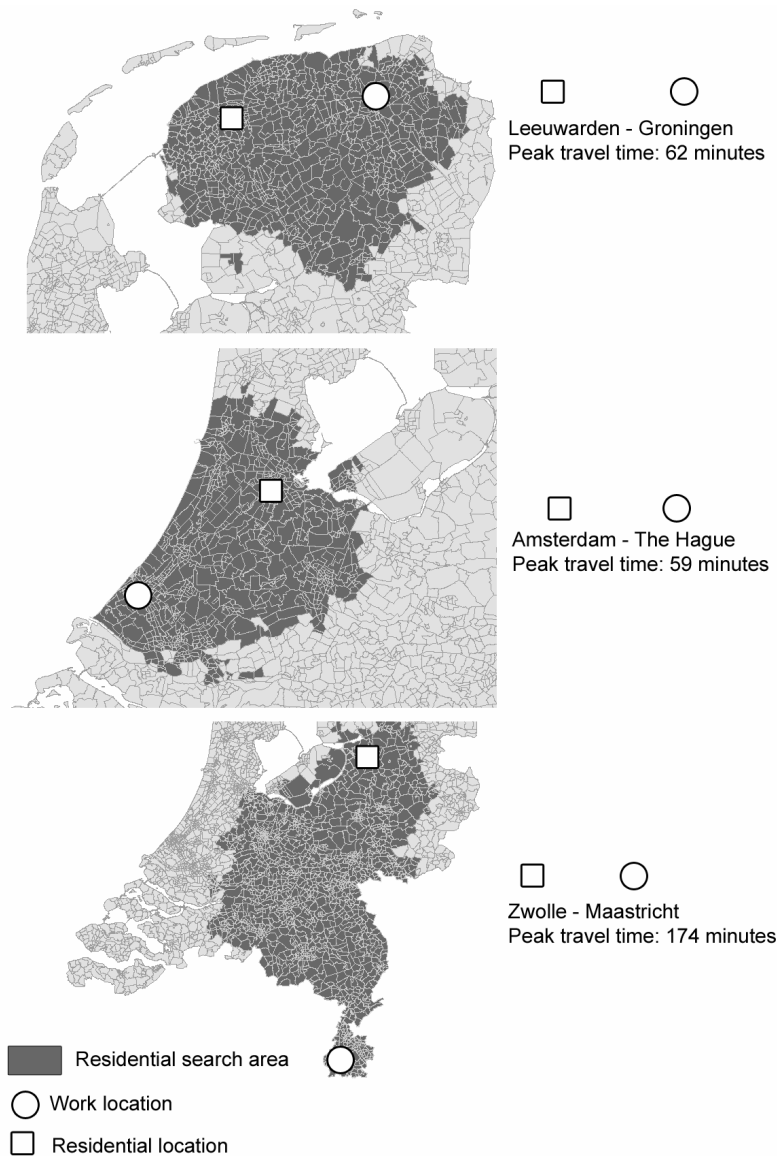 Leeuwarden - Groningen
Peak travel time: 62 minutes
Amsterdam - The Hague
Peak travel time: 59 minutes
Zwolle - Maastricht
Peak travel time: 174 minutes
Residential search area
Work location
Residential location